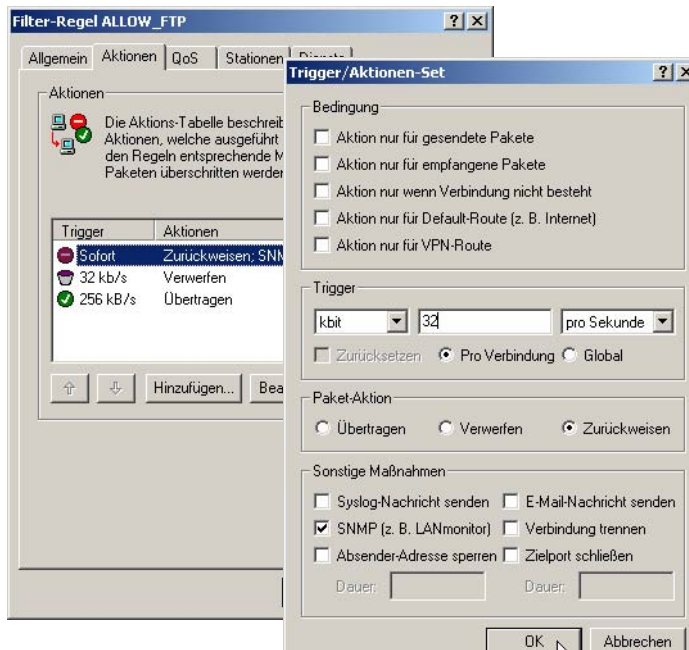 Filter-Regel ALLOW_FTP
Allgemein Aktionen QoS Stationen
Aktionen
Die Aktions-Tabelle beschreibt
Aktionen, welche ausgeführt
den Regeln entsprechende
Paketen überschritten
Trigger Aktionen
Sofort Zurückweisen;
32 kb/s Verwerfen
256 kB/s Übertragen
Hinzufügen...
Trigger/Aktionen-Set
Bedingung
Aktion nur für gesendete Pakete
Aktion nur für empfangene Pakete
Aktion nur wenn Verbindung nicht besteht
Aktion nur für Default-Route (z. B. Internet)
Aktion nur für VPN-Route
Trigger
kbit 32 pro Sekunde
Zurücksetzen Pro Verbindung Global
Paket-Aktion
Übertragen Verwerfen Zurückweisen
Sonstige Maßnahmen
Syslog-Nachricht senden E-Mail-Nachricht senden
SNMP (z. B. LANmonitor) Verbindung trennen
Absender-Adresse sperren Zielport schließen
Dauer: Dauer:
OK Abbrechen